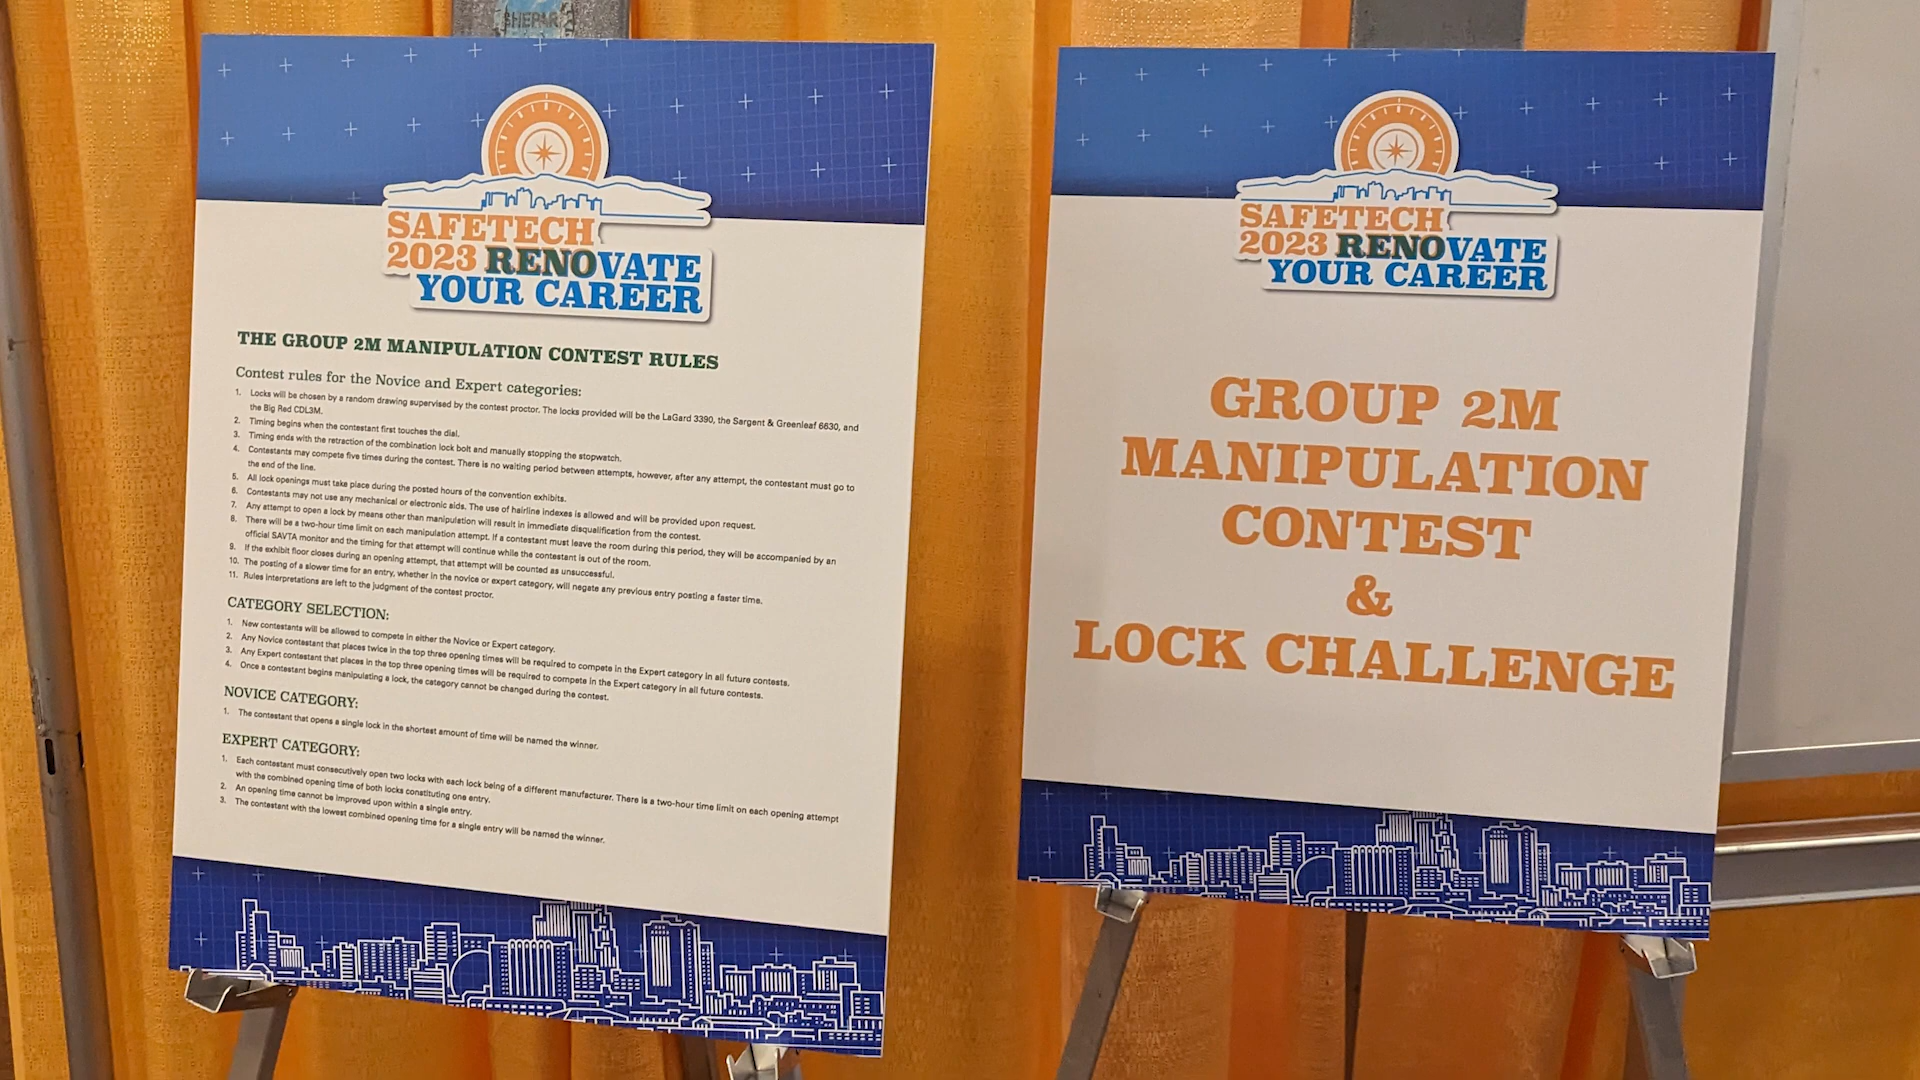 SHEPAR
SAFETECH
2023 RENOVATE
YOUR CAREER
THE GROUP 2M MANIPULATION CONTEST RULES
Contest rules for the Novice and Expert categories:
1. Locks will be chosen by a random drawing supervised by the contest proctor. The locks provided will be the LaGard 3390, the Sargent & Greenleaf 6630, and
the Big Red CDL3M.
2. Timing begins when the contestant first touches the dial.
3. Timing ends with the retraction of the combination lock bolt and manually stopping the stopwatch.
4. Contestants may compete five times during the contest. There is no waiting period between attempts, however, after any attempt, the contestant must go to
the end of the line.
5. All lock openings must take place during the posted hours of the convention exhibits.
6. Contestants may not use any mechanical or electronic aids. The use of hairline indexes is allowed and will be provided upon request.
7. Any attempt to open a lock by means other than manipulation will result in immediate disqualification from the contest.
8. There will be a two-hour time limit on each manipulation attempt. If a contestant must leave the room during this period, they will be accompanied by an
official SAVTA monitor and the timing for that attempt will continue while the contestant is out of the room.
9. If the exhibit floor closes during an opening attempt, that attempt will be counted as unsuccessful.
10. The posting of a slower time for an entry, whether in the novice or expert category, will negate any previous entry posting a faster time.
11. Rules interpretations are left to the judgment of the contest proctor.
CATEGORY SELECTION:
1. New contestants will be allowed to compete in either the Novice or Expert category.
2. Any Novice contestant that places twice in the top three opening times will be required to compete in the Expert category in all future contests.
3. Any Expert contestant that places in the top three opening times will be required to compete in the Expert category in all future contests.
4. Once a contestant begins manipulating a lock, the category cannot be changed during the contest.
NOVICE CATEGORY:
1. The contestant that opens a single lock in the shortest amount of time will be named the winner.
EXPERT CATEGORY:
1. Each contestant must consecutively open two locks with each lock being of a different manufacturer. There is a two-hour time limit on each opening attempt
with the combined opening time of both locks constituting one entry.
2. An opening time cannot be improved upon within a single entry.
3. The contestant with the lowest combined opening time for a single entry will be named the winner.
SAFETECH
2023 RENOVATE
YOUR CAREER
GROUP 2M
MANIPULATION
CONTEST
&
LOCK CHALLENGE